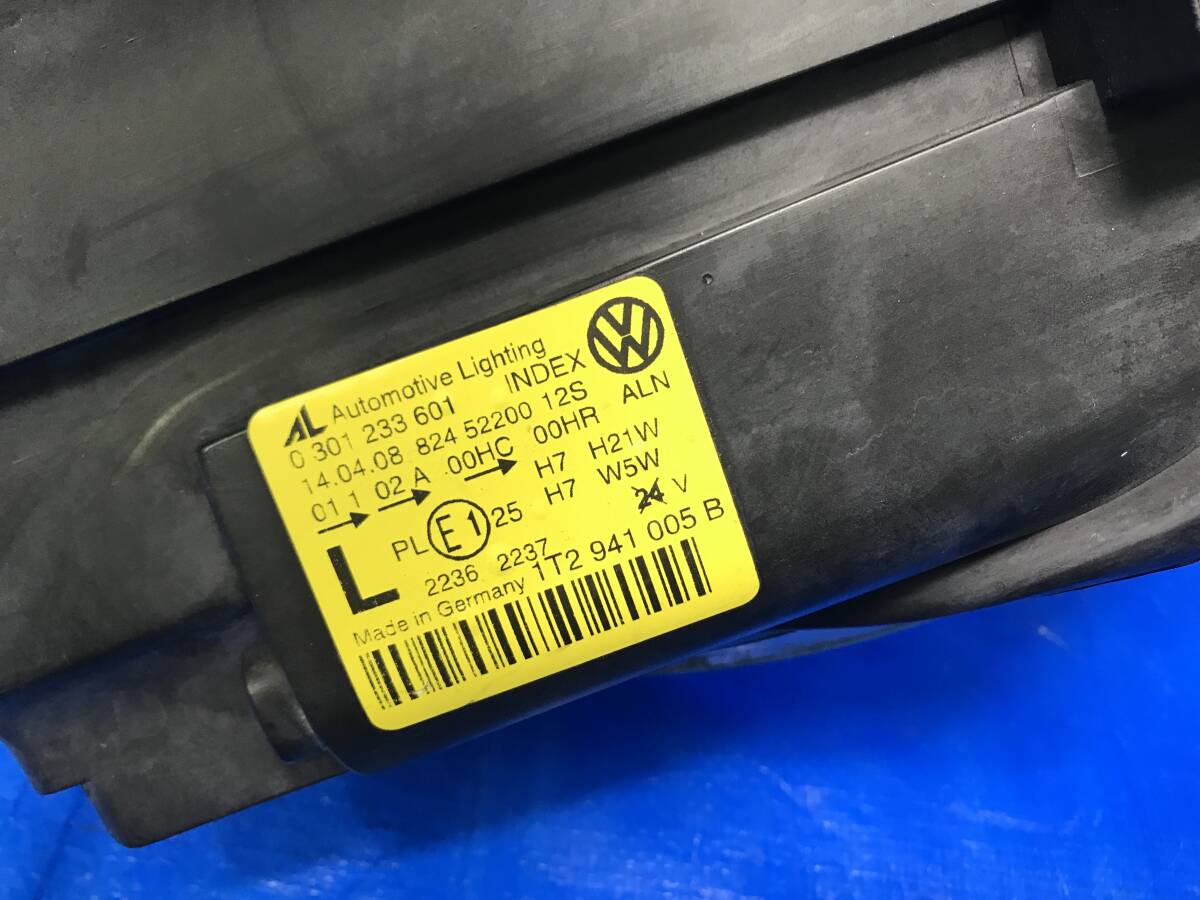 AL Automotive Lighting
0 301 233 601 INDEX
14.04.08 824 52200 12S ALN
01 1 02 A 00HC 00HR
H7 H21W
PL E1 25 H7 W5W
L 2236 2237 24 V
Made in Germany 1T2 941 005 B